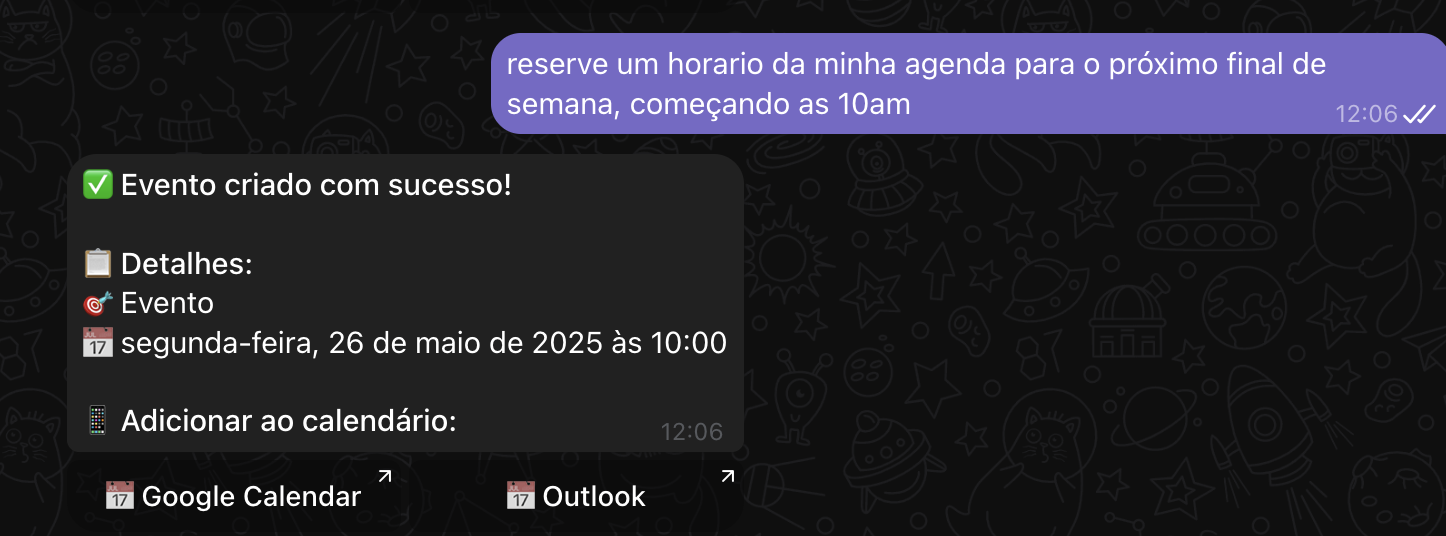 reserve um horario da minha agenda para o próximo final de
semana, começando as 10am
12:06
Evento criado com sucesso!
Detalhes:
Evento
segunda-feira, 26 de maio de 2025 às 10:00
Adicionar ao calendário:
12:06
Google Calendar
Outlook